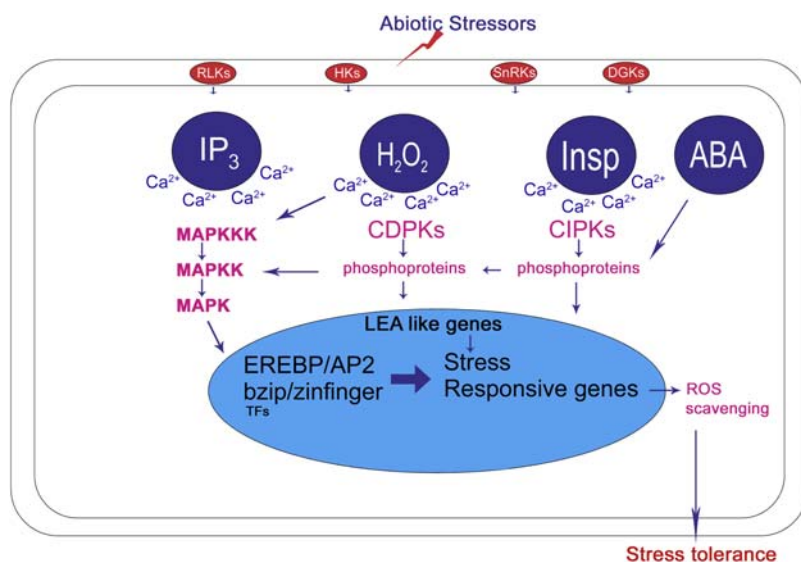 Abiotic Stressors
RLKs
HKs
SnRKs
DGKs
IP₃
H₂O₂
Insp
ABA
Ca²⁺
Ca²⁺
Ca²⁺
Ca²⁺
Ca²⁺
Ca²⁺
Ca²⁺
Ca²⁺
Ca²⁺
Ca²⁺
Ca²⁺
Ca²⁺
MAPKKK
CDPKs
CIPKs
MAPKK
phosphoproteins
phosphoproteins
MAPK
LEA like genes
EREBP/AP2
bzip/zinfinger
TFs
Stress
Responsive genes
ROS
scavenging
Stress tolerance